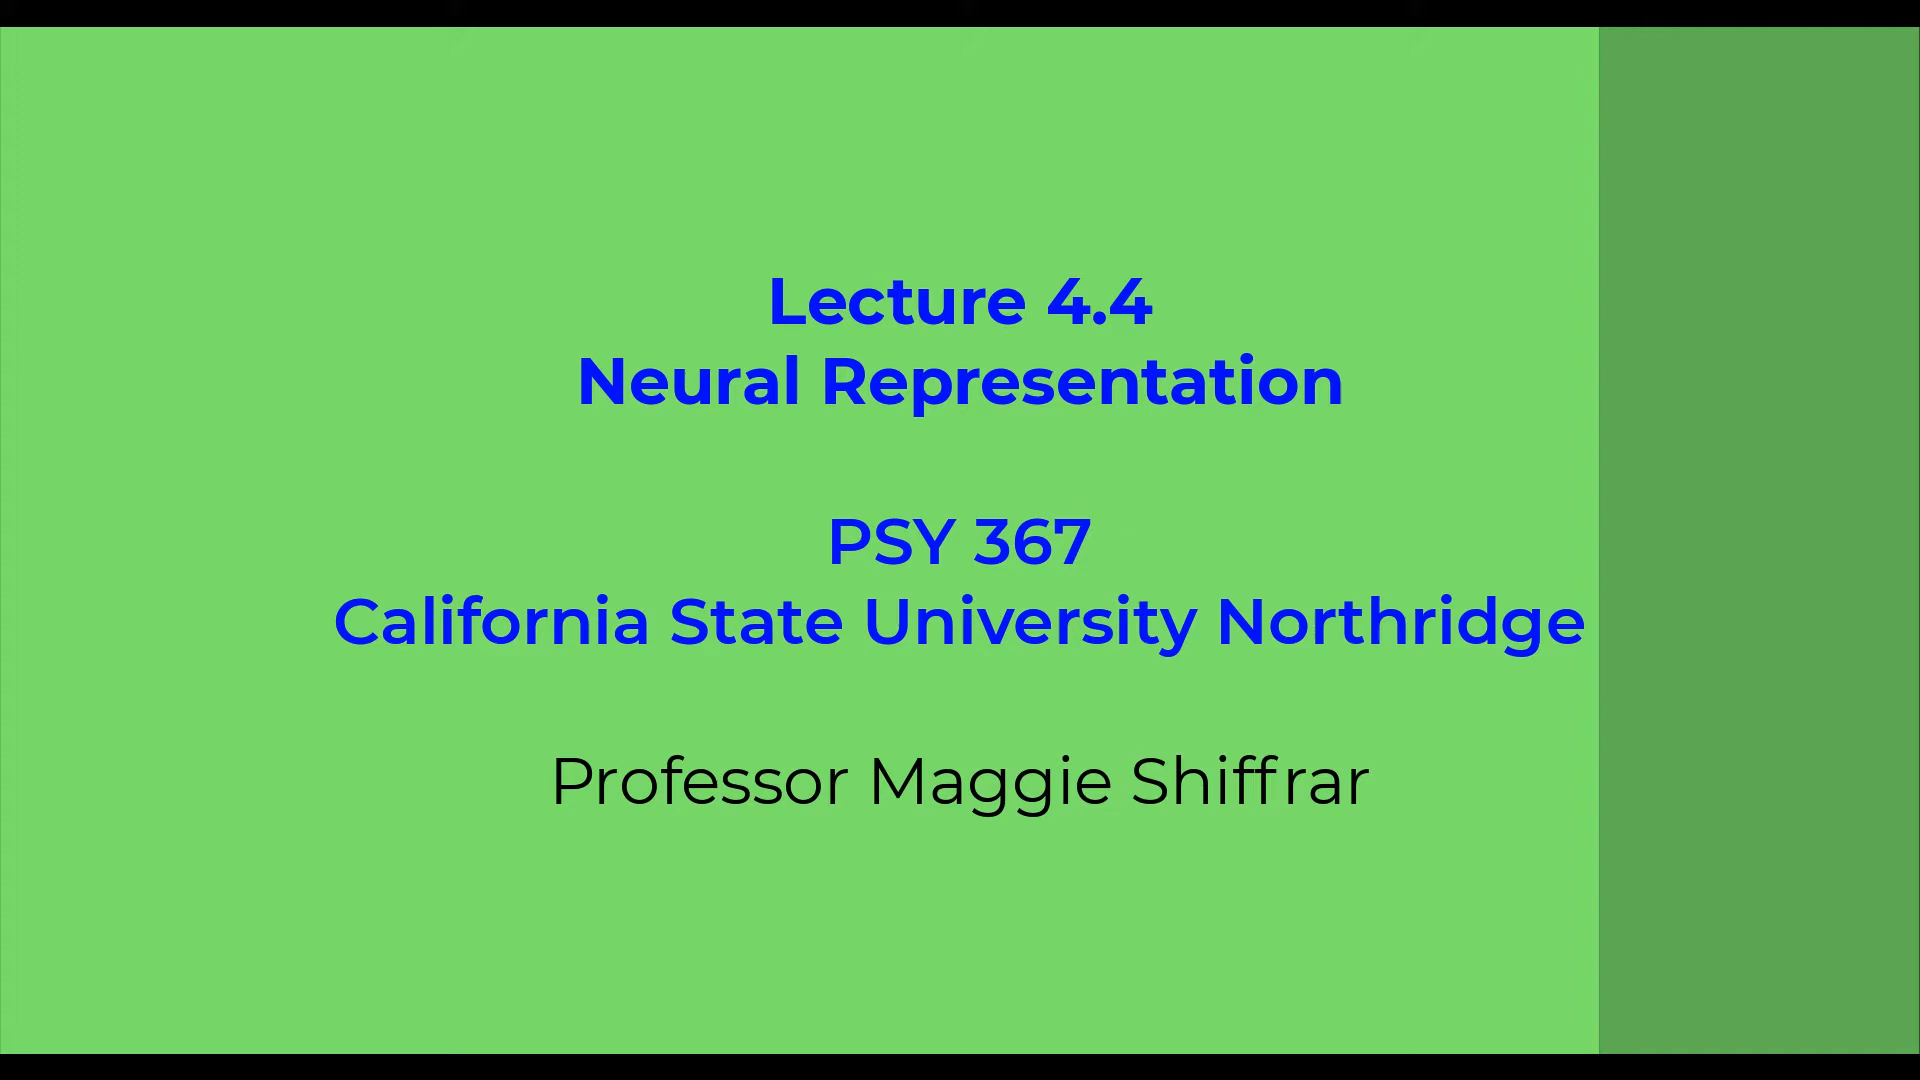 Lecture 4.4
Neural Representation
PSY 367
California State University Northridge
Professor Maggie Shiffrar